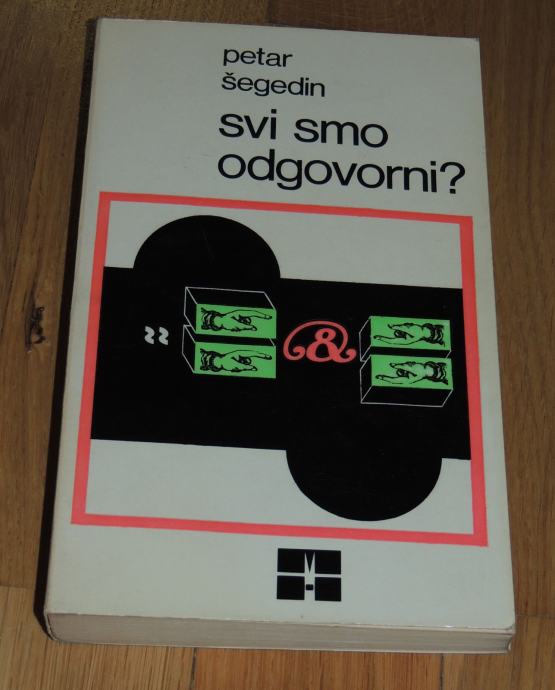 petar
šegedin
svi smo
odgovorni?
&